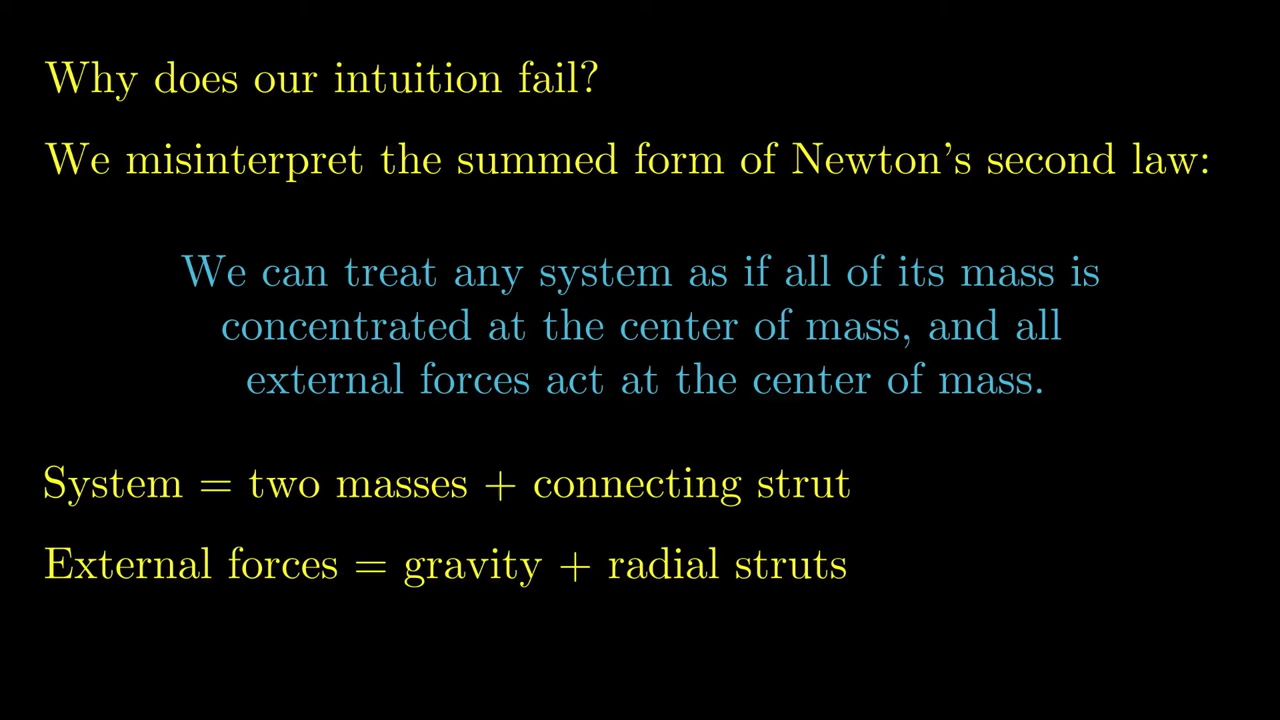 Why does our intuition fail?
We misinterpret the summed form of Newton's second law:
We can treat any system as if all of its mass is
concentrated at the center of mass, and all
external forces act at the center of mass.
System = two masses + connecting strut
External forces = gravity + radial struts